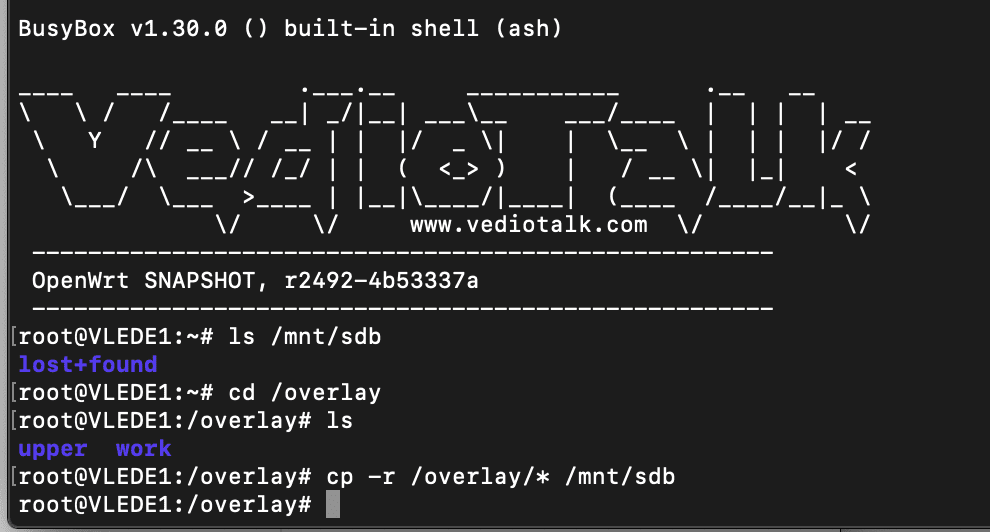 BusyBox v1.30.0 () built-in shell (ash)
VedioTalk
www.vediotalk.com
-----------------------------------------------------
OpenWrt SNAPSHOT, r2492-4b53337a
-----------------------------------------------------
[root@VLEDE1:~# ls /mnt/sdb
lost+found
[root@VLEDE1:~# cd /overlay
[root@VLEDE1:/overlay# ls
upper  work
[root@VLEDE1:/overlay# cp -r /overlay/* /mnt/sdb
root@VLEDE1:/overlay#